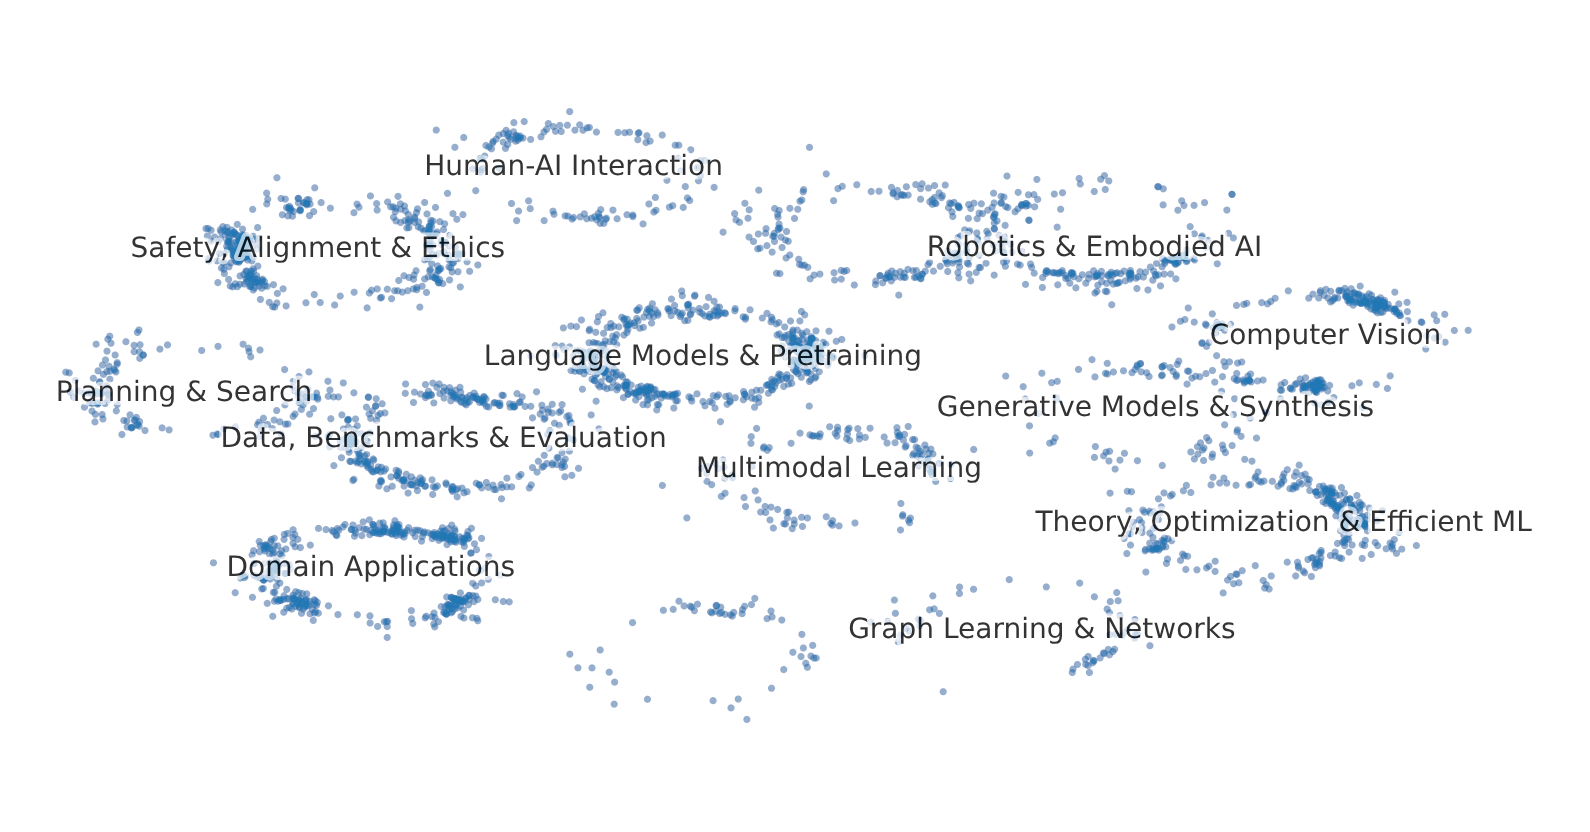 Human-AI Interaction
Safety, Alignment & Ethics
Robotics & Embodied AI
Computer Vision
Language Models & Pretraining
Planning & Search
Generative Models & Synthesis
Data, Benchmarks & Evaluation
Multimodal Learning
Theory, Optimization & Efficient ML
Domain Applications
Graph Learning & Networks